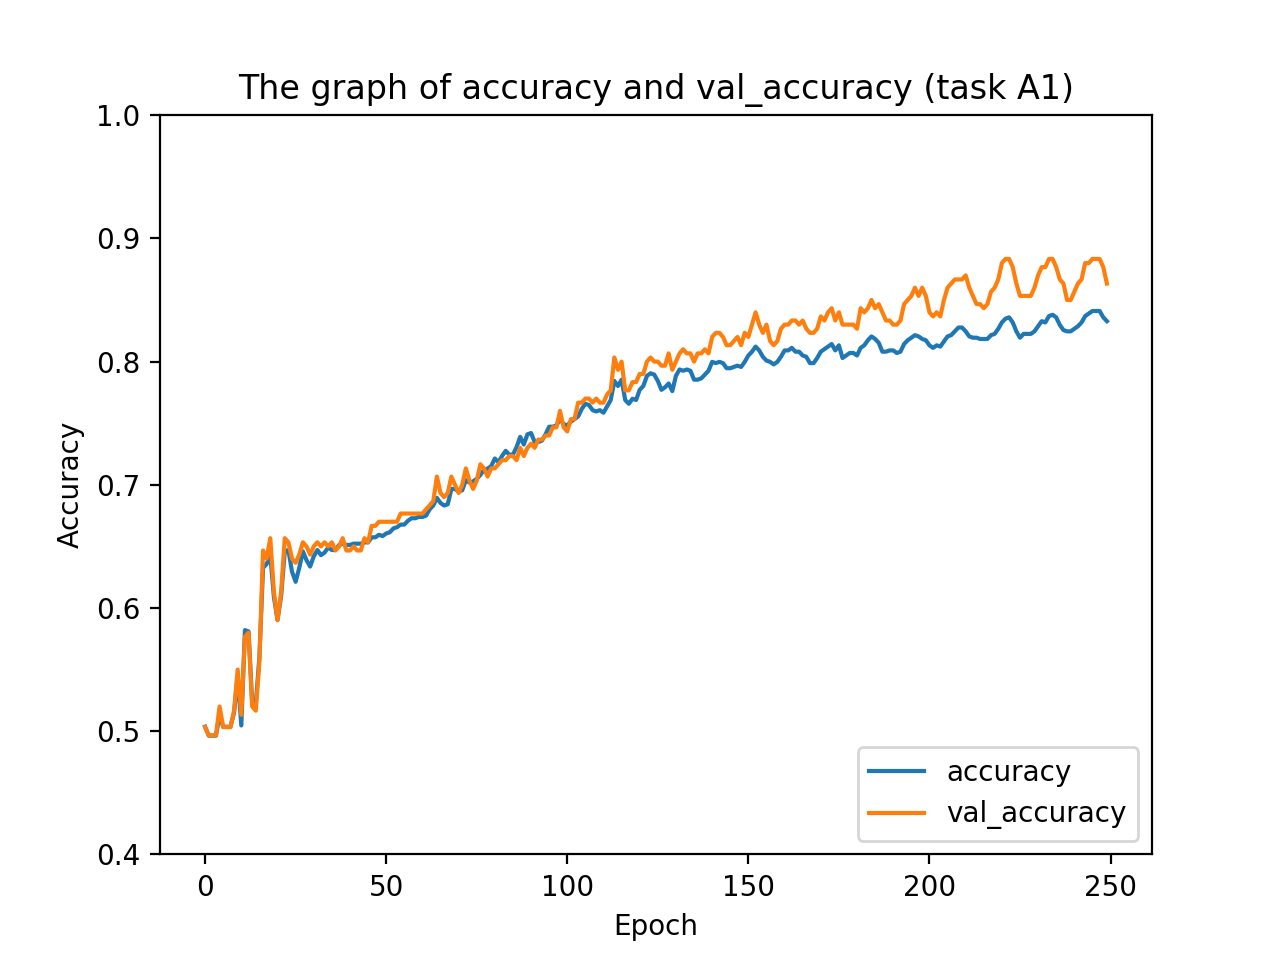 The graph of accuracy and val_accuracy (task A1)
1.0
0.9
0.8
0.7
0.6
0.5
0.4
Accuracy
accuracy
val_accuracy
0 50 100 150 200 250
Epoch